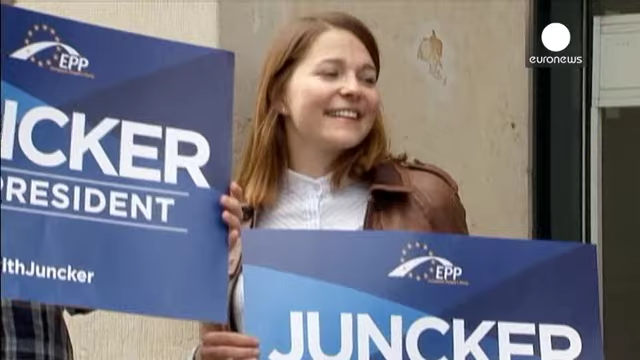 euronews
EPP
ICKER
PRESIDENT
ithJuncker
EPP
JUNCKER